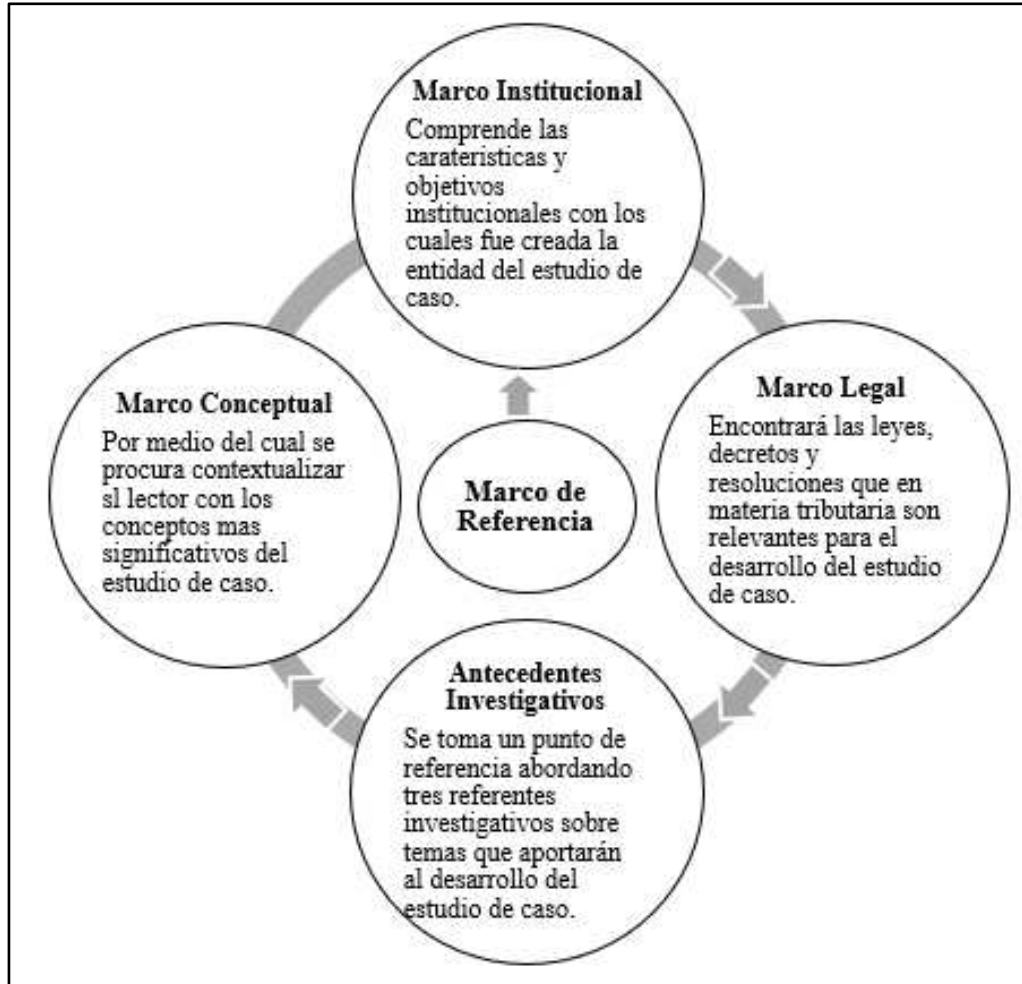 Marco Institucional
Comprende las
carateristicas y
objetivos
institucionales con los
cuales fue creada la
entidad del estudio de
caso.
Marco Legal
Encontrará las leyes,
decretos y
resoluciones que en
materia tributaria son
relevantes para el
desarrollo del estudio
de caso.
Antecedentes
Investigativos
Se toma un punto de
referencia abordando
tres referentes
investigativos sobre
temas que aportarán
al desarrollo del
estudio de caso.
Marco Conceptual
Por medio del cual se
procura contextualizar
sl lector con los
conceptos mas
significativos del
estudio de caso.
Marco de
Referencia